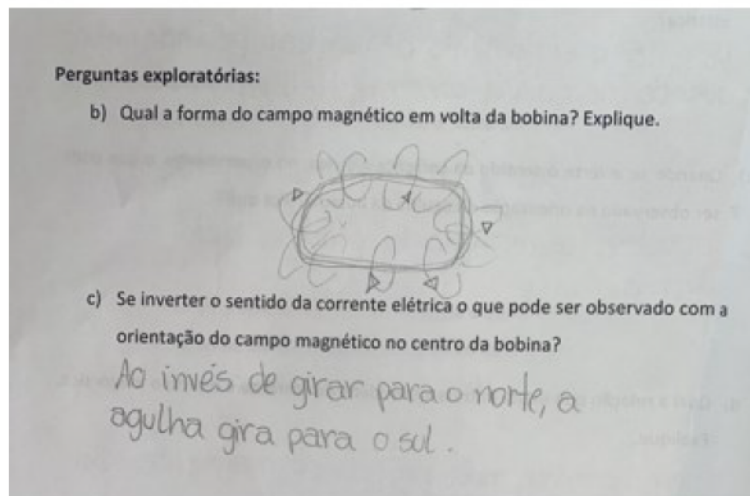 Perguntas exploratórias:
b) Qual a forma do campo magnético em volta da bobina? Explique.
c) Se inverter o sentido da corrente elétrica o que pode ser observado com a
orientação do campo magnético no centro da bobina?
Ao invés de girar para o norte, a
agulha gira para o sul.